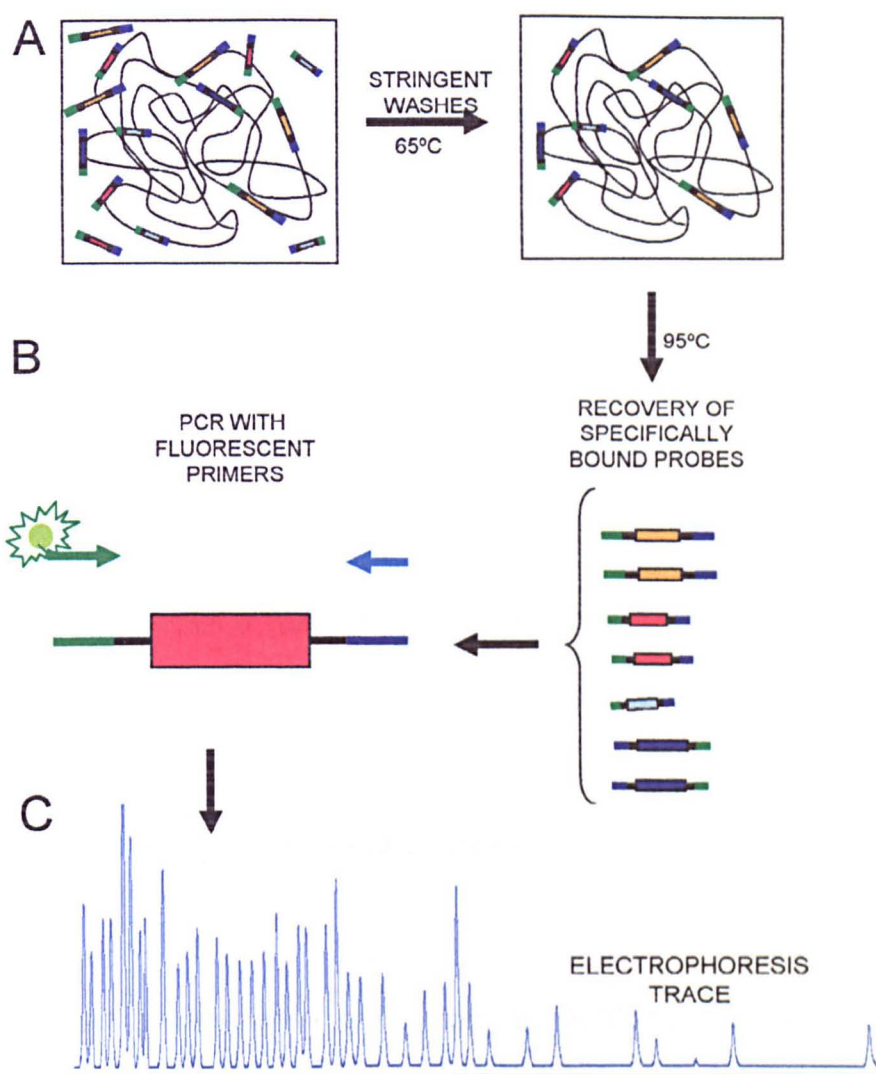 A
STRINGENT
WASHES
65ºC
95ºC
B
PCR WITH
FLUORESCENT
PRIMERS
RECOVERY OF
SPECIFICALLY
BOUND PROBES
C
ELECTROPHORESIS
TRACE